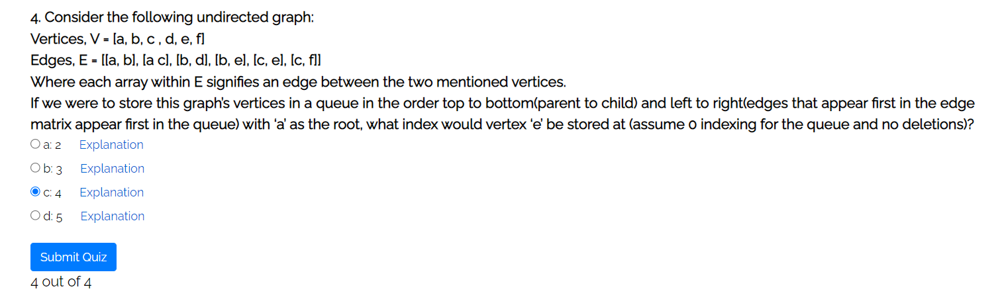 4. Consider the following undirected graph:
Vertices, V = [a, b, c , d, e, f]
Edges, E = [[a, b], [a c], [b, d], [b, e], [c, e], [c, f]]
Where each array within E signifies an edge between the two mentioned vertices.
If we were to store this graph's vertices in a queue in the order top to bottom(parent to child) and left to right(edges that appear first in the edge
matrix appear first in the queue) with 'a' as the root, what index would vertex 'e' be stored at (assume 0 indexing for the queue and no deletions)?
a: 2 Explanation
b: 3 Explanation
c: 4 Explanation
d: 5 Explanation
Submit Quiz
4 out of 4